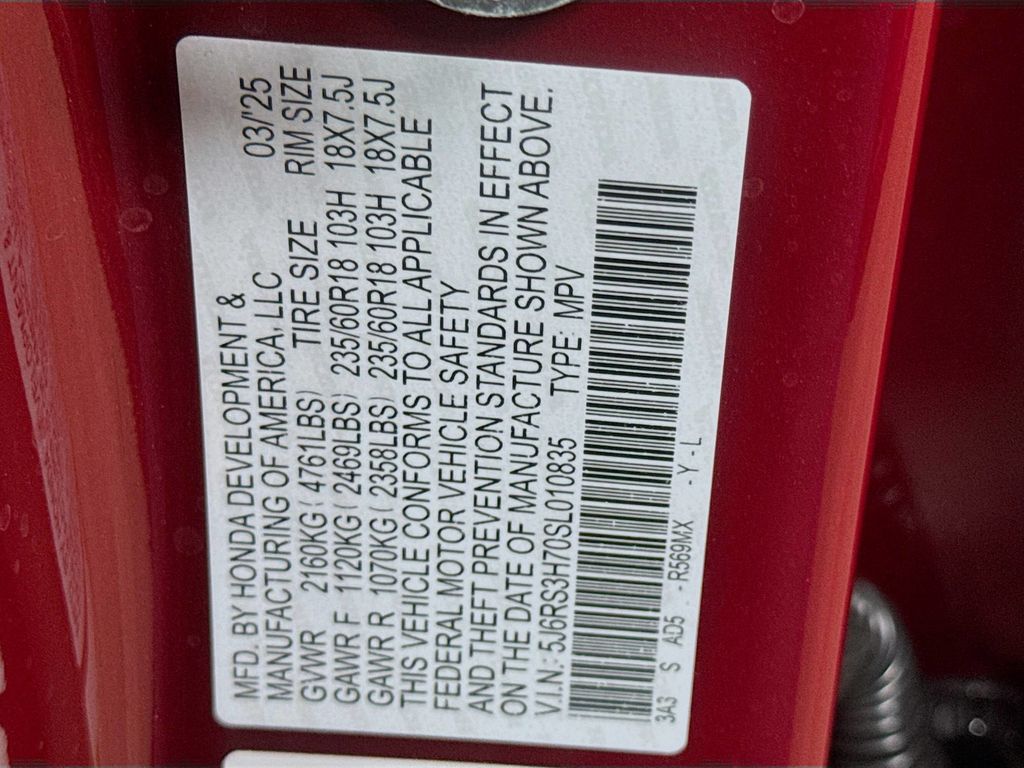 MFD. BY HONDA DEVELOPMENT &
MANUFACTURING OF AMERICA, LLC 03/'25
GVWR 2160KG ( 4761LBS) TIRE SIZE RIM SIZE
GAWR F 1120KG ( 2469LBS) 235/60R18 103H 18X7.5J
GAWR R 1070KG ( 2358LBS) 235/60R18 103H 18X7.5J
THIS VEHICLE CONFORMS TO ALL APPLICABLE
FEDERAL MOTOR VEHICLE SAFETY
AND THEFT PREVENTION STANDARDS IN EFFECT
ON THE DATE OF MANUFACTURE SHOWN ABOVE.
V.I.N.: 5J6RS3H70SL010835 TYPE: MPV
3A3 S AD5 - R569MX - Y - L